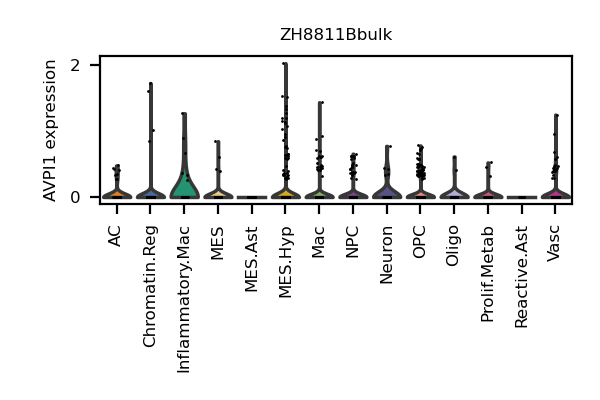 ZH8811Bbulk
AVPI1 expression
2
0
AC
Chromatin.Reg
Inflammatory.Mac
MES
MES.Ast
MES.Hyp
Mac
NPC
Neuron
OPC
Oligo
Prolif.Metab
Reactive.Ast
Vasc